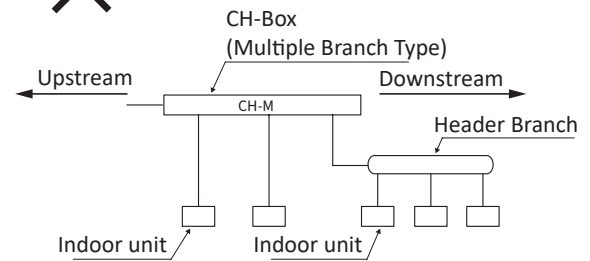 CH-Box
(Multiple Branch Type)
Upstream
Downstream
CH-M
Header Branch
Indoor unit
Indoor unit